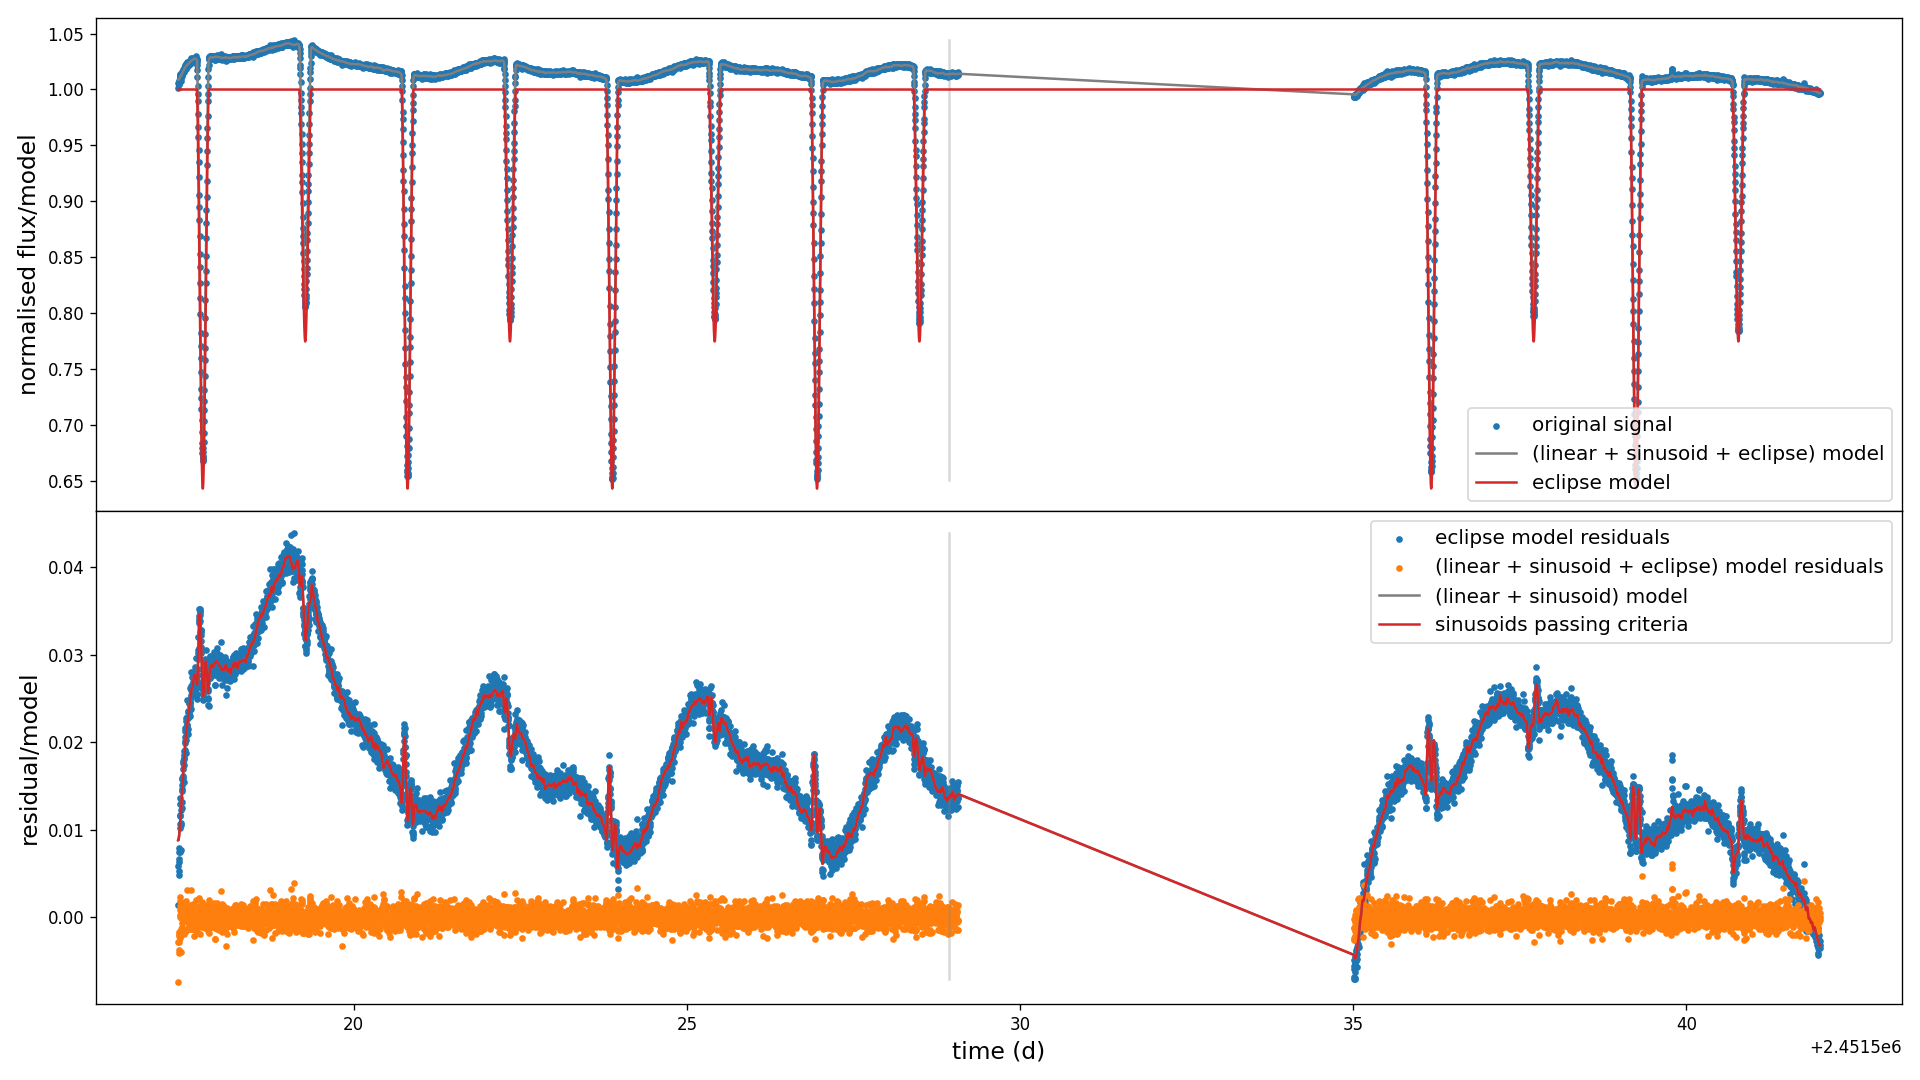 normalised flux/model
1.05
1.00
0.95
0.90
0.85
0.80
0.75
0.70
0.65
original signal
(linear + sinusoid + eclipse) model
eclipse model
residual/model
0.04
0.03
0.02
0.01
0.00
eclipse model residuals
(linear + sinusoid + eclipse) model residuals
(linear + sinusoid) model
sinusoids passing criteria
20 25 30 35 40
time (d)
+2.4515e6